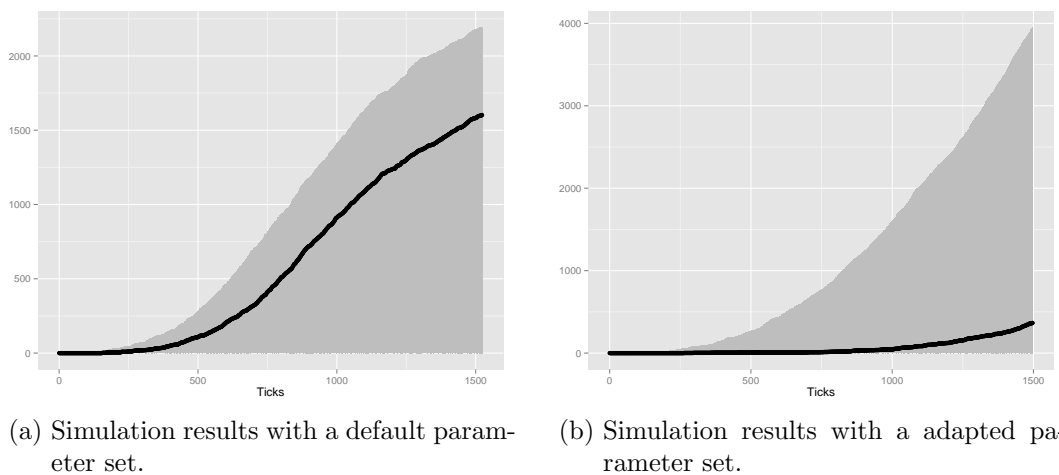 2000
1500
1000
500
0
0 500 1000 1500
Ticks
4000
3000
2000
1000
0
0 500 1000 1500
Ticks
(a) Simulation results with a default param-
eter set.
(b) Simulation results with a adapted pa-
rameter set.